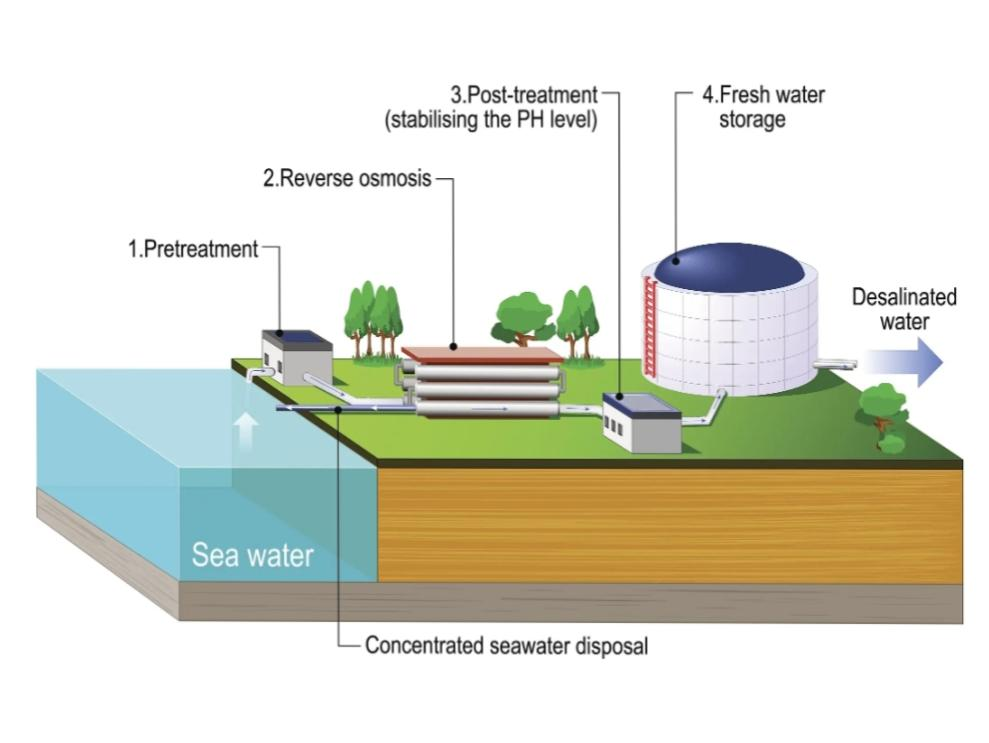 3.Post-treatment
(stabilising the PH level)
4.Fresh water
storage
2.Reverse osmosis
1.Pretreatment
Desalinated
water
Sea water
Concentrated seawater disposal